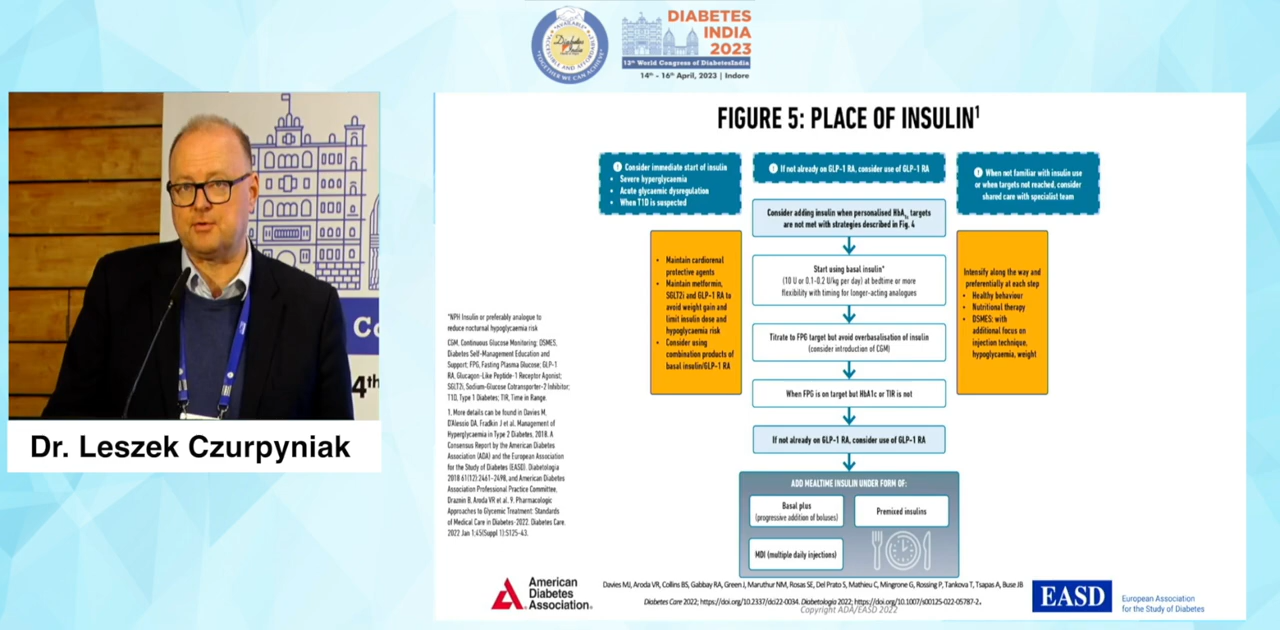 DIABETES
INDIA
2023
13th World Congress of DiabetesIndia
14th - 16th April, 2023 | Indore
Diabetes
India
AVAILABLE
ACCESSIBLE AND AFFORDABLE
TOGETHER WE CAN ACHIEVE
Co
4th
Dr. Leszek Czurpyniak
FIGURE 5: PLACE OF INSULIN1
! Consider immediate start of insulin
• Severe hyperglycaemia
• Acute glycaemic dysregulation
• When T1D is suspected
! If not already on GLP-1 RA, consider use of GLP-1 RA
! When not familiar with insulin use
or when targets not reached, consider
shared care with specialist team
Consider adding insulin when personalised HbA1c targets
are not met with strategies described in Fig. 4
• Maintain cardiorenal
protective agents
• Maintain metformin,
SGLT2i and GLP-1 RA to
avoid weight gain and
limit insulin dose and
hypoglycaemia risk
• Consider using
combination products of
basal insulin/GLP-1 RA
Start using basal insulin*
(10 U or 0.1-0.2 U/kg per day) at bedtime or more
flexibility with timing for longer-acting analogues
Titrate to FPG target but avoid overbasalisation of insulin
(consider introduction of CGM)
When FPG is on target but HbA1c or TIR is not
If not already on GLP-1 RA, consider use of GLP-1 RA
Intensify along the way and
preferentially at each step
• Healthy behaviour
• Nutritional therapy
• DSMES; with
additional focus on
injection technique,
hypoglycaemia, weight
ADD MEALTIME INSULIN UNDER FORM OF:
Basal plus
(progressive addition of boluses)
Premixed insulins
MDI (multiple daily injections)
*NPH Insulin or preferably analogue to
reduce nocturnal hypoglycaemia risk
CGM, Continuous Glucose Monitoring; DSMES,
Diabetes Self-Management Education and
Support; FPG, Fasting Plasma Glucose; GLP-1
RA, Glucagon-Like Peptide-1 Receptor Agonist;
SGLT2i, Sodium-Glucose Cotransporter-2 Inhibitor;
T1D, Type 1 Diabetes; TIR, Time in Range.
1. More details can be found in Davies M,
D'Alessio DA, Fradkin J et al. Management of
Hyperglycaemia in Type 2 Diabetes, 2018. A
Consensus Report by the American Diabetes
Association (ADA) and the European Association
for the Study of Diabetes (EASD). Diabetologia
2018 61(12):2461-2498, and American Diabetes
Association Professional Practice Committee,
Draznin B, Aroda VR et al. 9. Pharmacologic
Approaches to Glycemic Treatment: Standards
of Medical Care in Diabetes-2022. Diabetes Care.
2022 Jan 1;45(Suppl 1):S125-43.
American
Diabetes
Association.
Davies MJ, Aroda VR, Collins BS, Gabbay RA, Green J, Maruthur NM, Rosas SE, Del Prato S, Mathieu C, Mingrone G, Rossing P, Tankova T, Tsapas A, Buse JB
Diabetes Care 2022; https://doi.org/10.2337/dci22-0034. Diabetologia 2022; https://doi.org/10.1007/s00125-022-05787-2.
Copyright ADA/EASD 2022
EASD
European Association
for the Study of Diabetes